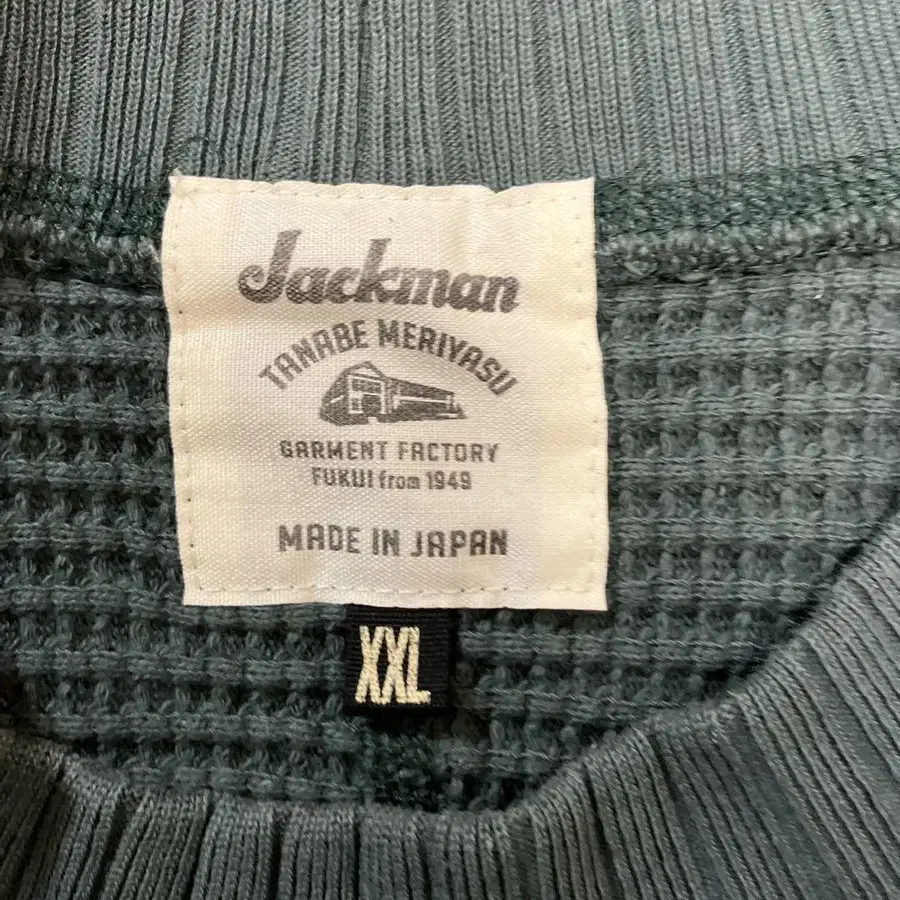 Jackman
TANABE MERIYASU
GARMENT FACTORY
FUKUI from 1949
MADE IN JAPAN
XXL